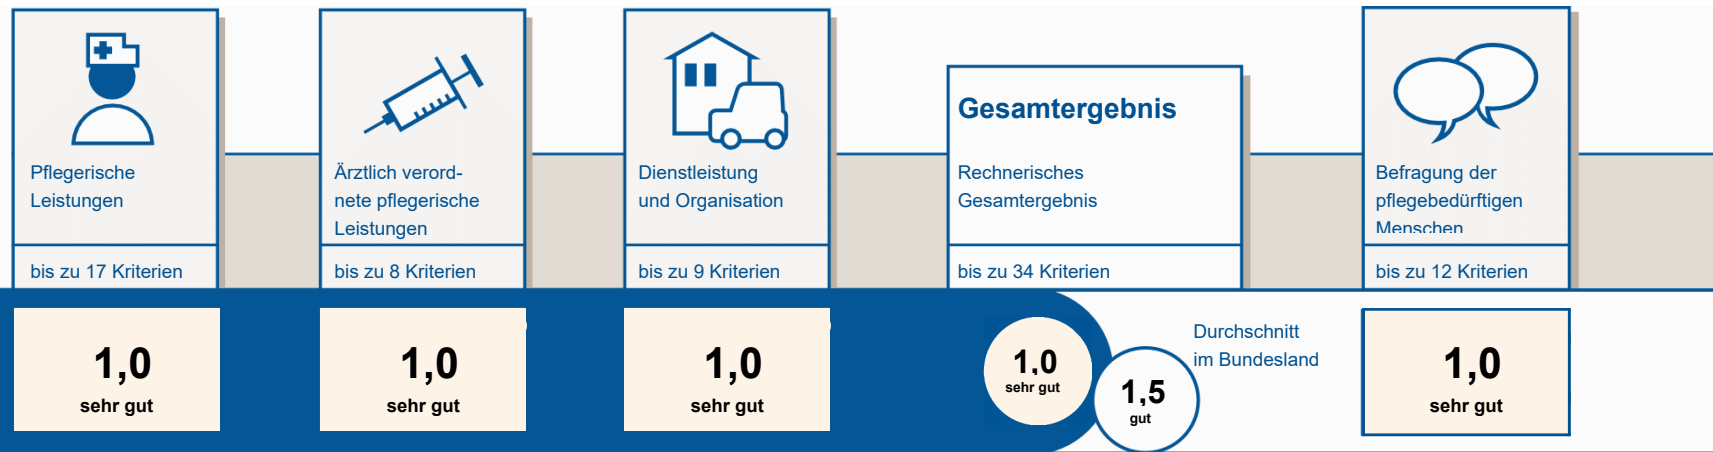 Pflegerische
Leistungen
bis zu 17 Kriterien
1,0
sehr gut
Ärztlich verord-
nete pflegerische
Leistungen
bis zu 8 Kriterien
1,0
sehr gut
Dienstleistung
und Organisation
bis zu 9 Kriterien
1,0
sehr gut
Gesamtergebnis
Rechnerisches
Gesamtergebnis
bis zu 34 Kriterien
1,0
sehr gut
1,5
gut
Durchschnitt
im Bundesland
Befragung der
pflegebedürftigen
Menschen
bis zu 12 Kriterien
1,0
sehr gut